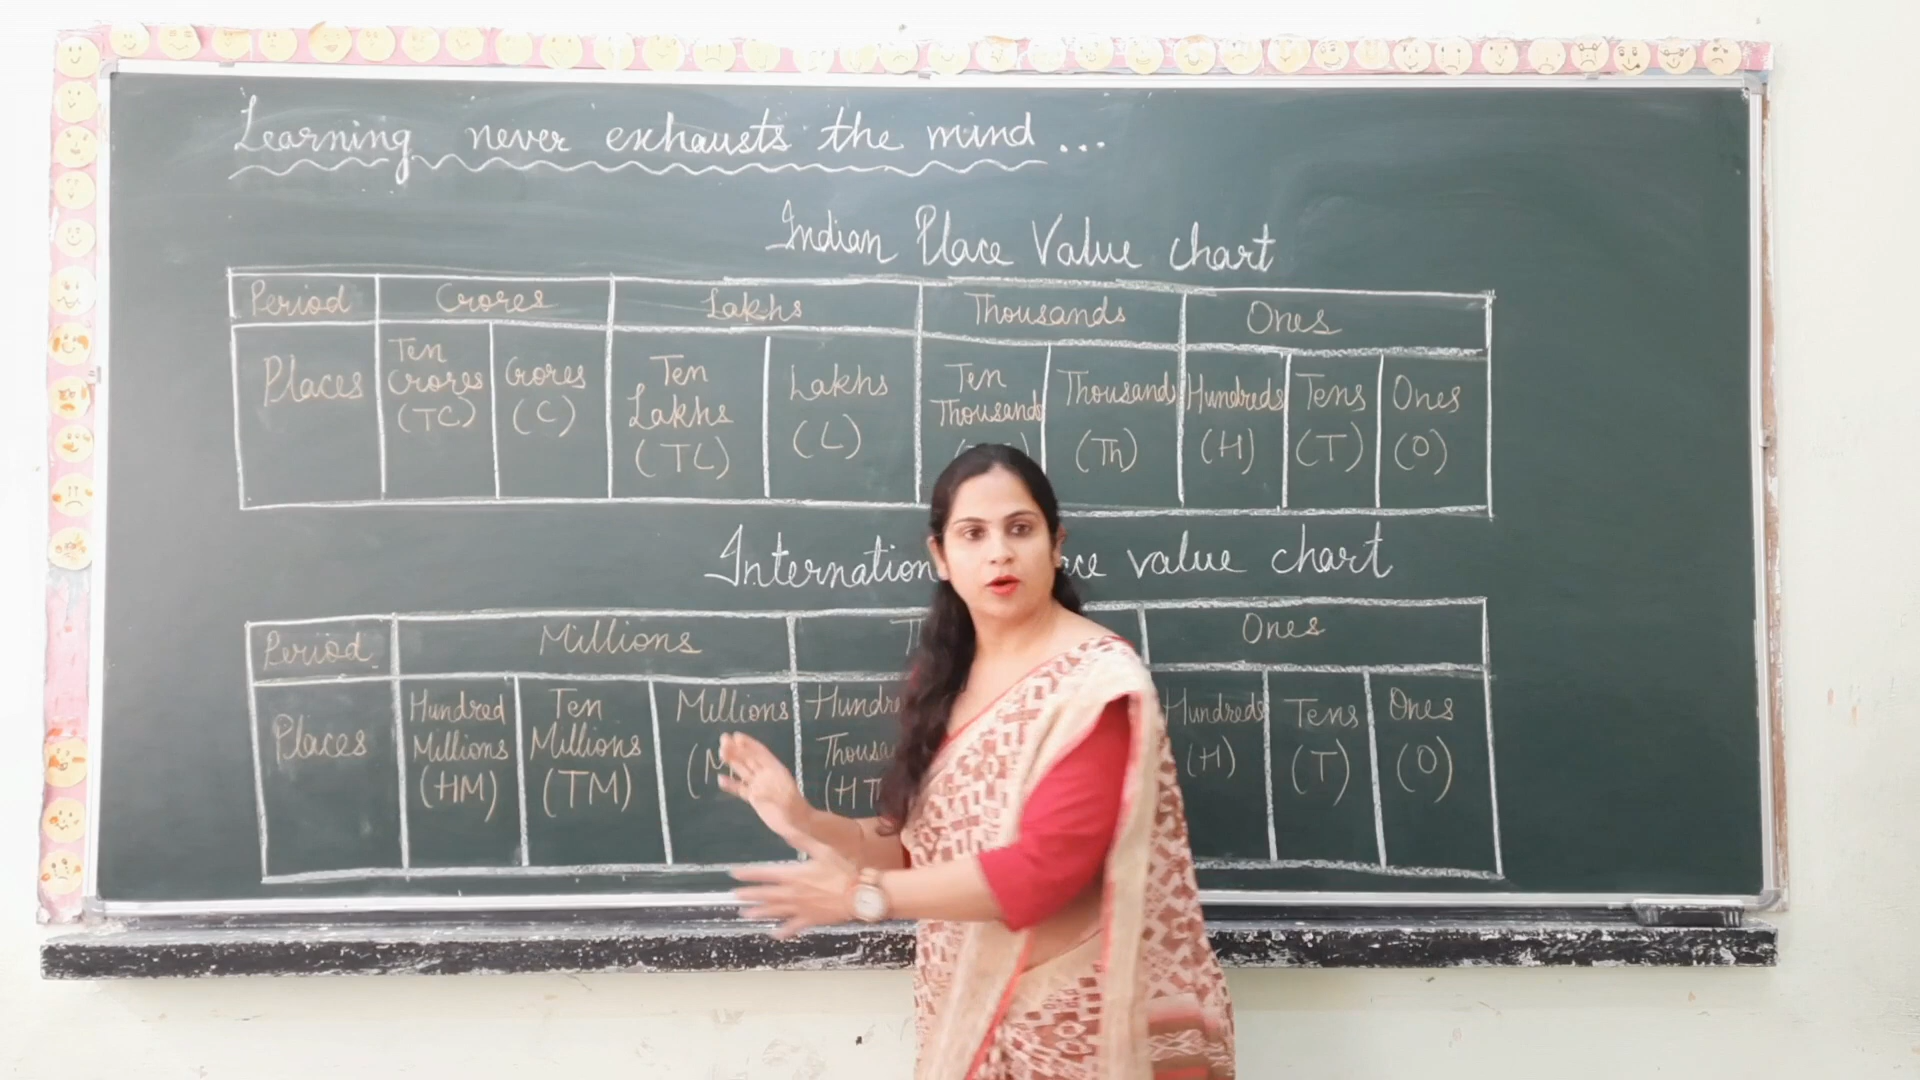 Learning never exhausts the mind ...
Indian Place Value chart
Period Crores Lakhs Thousands Ones
Places Ten Crores (TC) Crores (C) Ten Lakhs (TL) Lakhs (L) Ten Thousands Thousands (Th) Hundreds (H) Tens (T) Ones (O)
value chart
Period Millions Ones
Places Hundred Millions (HM) Ten Millions (TM) Millions Hundreds (H) Tens (T) Ones (O)